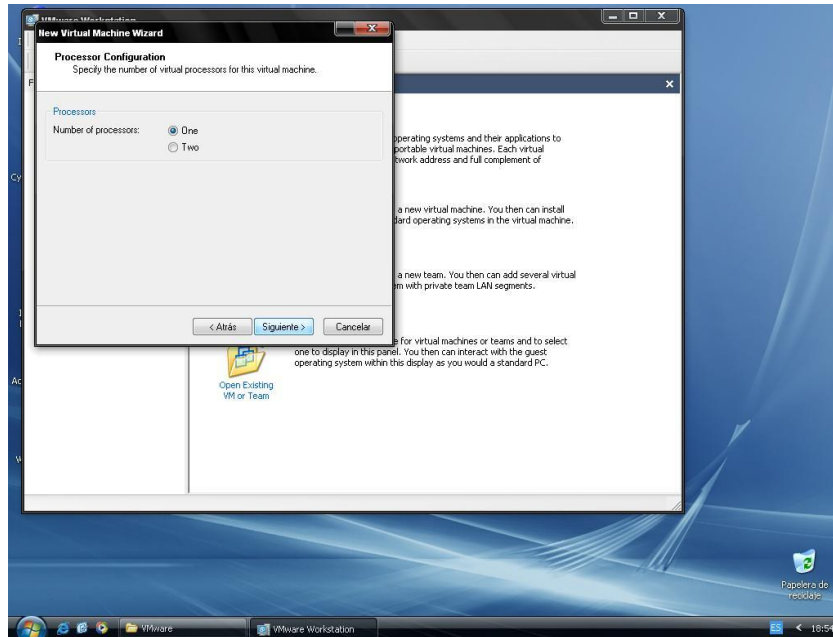 VMware Workstation
New Virtual Machine Wizard
Processor Configuration
Specify the number of virtual processors for this virtual machine.
Processors
Number of processors:
One
Two
< Atrás
Siguiente >
Cancelar
operating systems and their applications to
portable virtual machines. Each virtual
network address and full complement of
a new virtual machine. You then can install
standard operating systems in the virtual machine.
a new team. You then can add several virtual
with private team LAN segments.
for virtual machines or teams and to select
one to display in this panel. You then can interact with the guest
operating system within this display as you would a standard PC.
Open Existing
VM or Team
Papelera de
reciclaje
VMware
VMware Workstation
ES
18:54